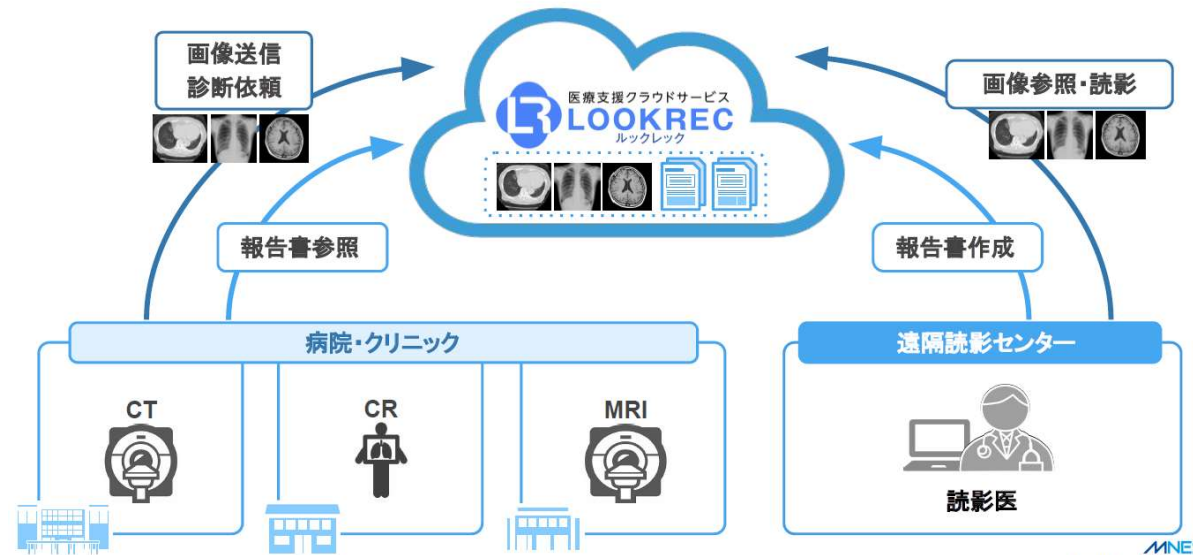 画像送信
診断依頼
医療支援クラウドサービス
LR LOOKREC
ルックレック
画像参照・読影
報告書参照
報告書作成
病院・クリニック
遠隔読影センター
CT
CR
MRI
読影医